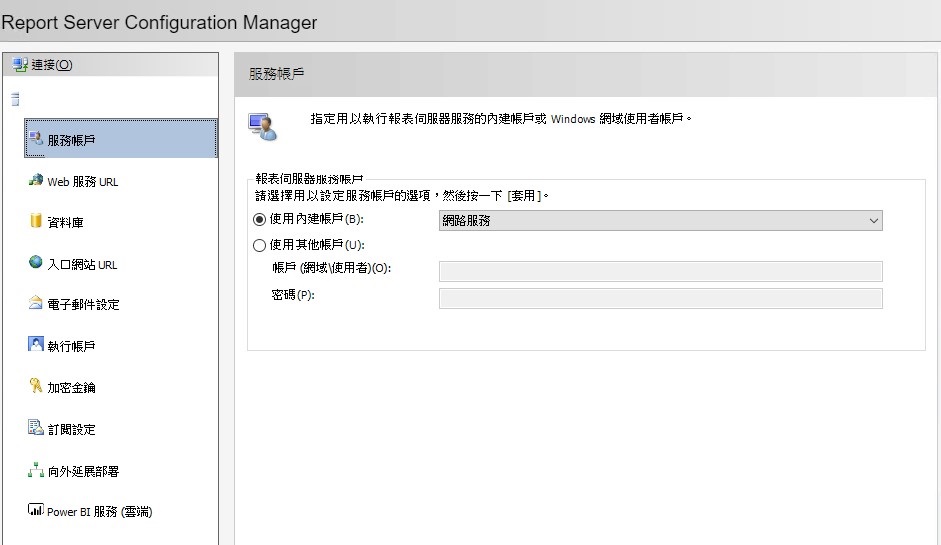 Report Server Configuration Manager
連接(O)
服務帳戶
Web 服務 URL
資料庫
入口網站 URL
電子郵件設定
執行帳戶
加密金鑰
訂閱設定
向外延展部署
Power BI 服務 (雲端)
服務帳戶
指定用以執行報表伺服器服務的內建帳戶或 Windows 網域使用者帳戶。
報表伺服器服務帳戶
請選擇用以設定服務帳戶的選項，然後按一下 [套用]。
使用內建帳戶(B): 網路服務
使用其他帳戶(U):
帳戶 (網域\使用者)(O):
密碼(P):